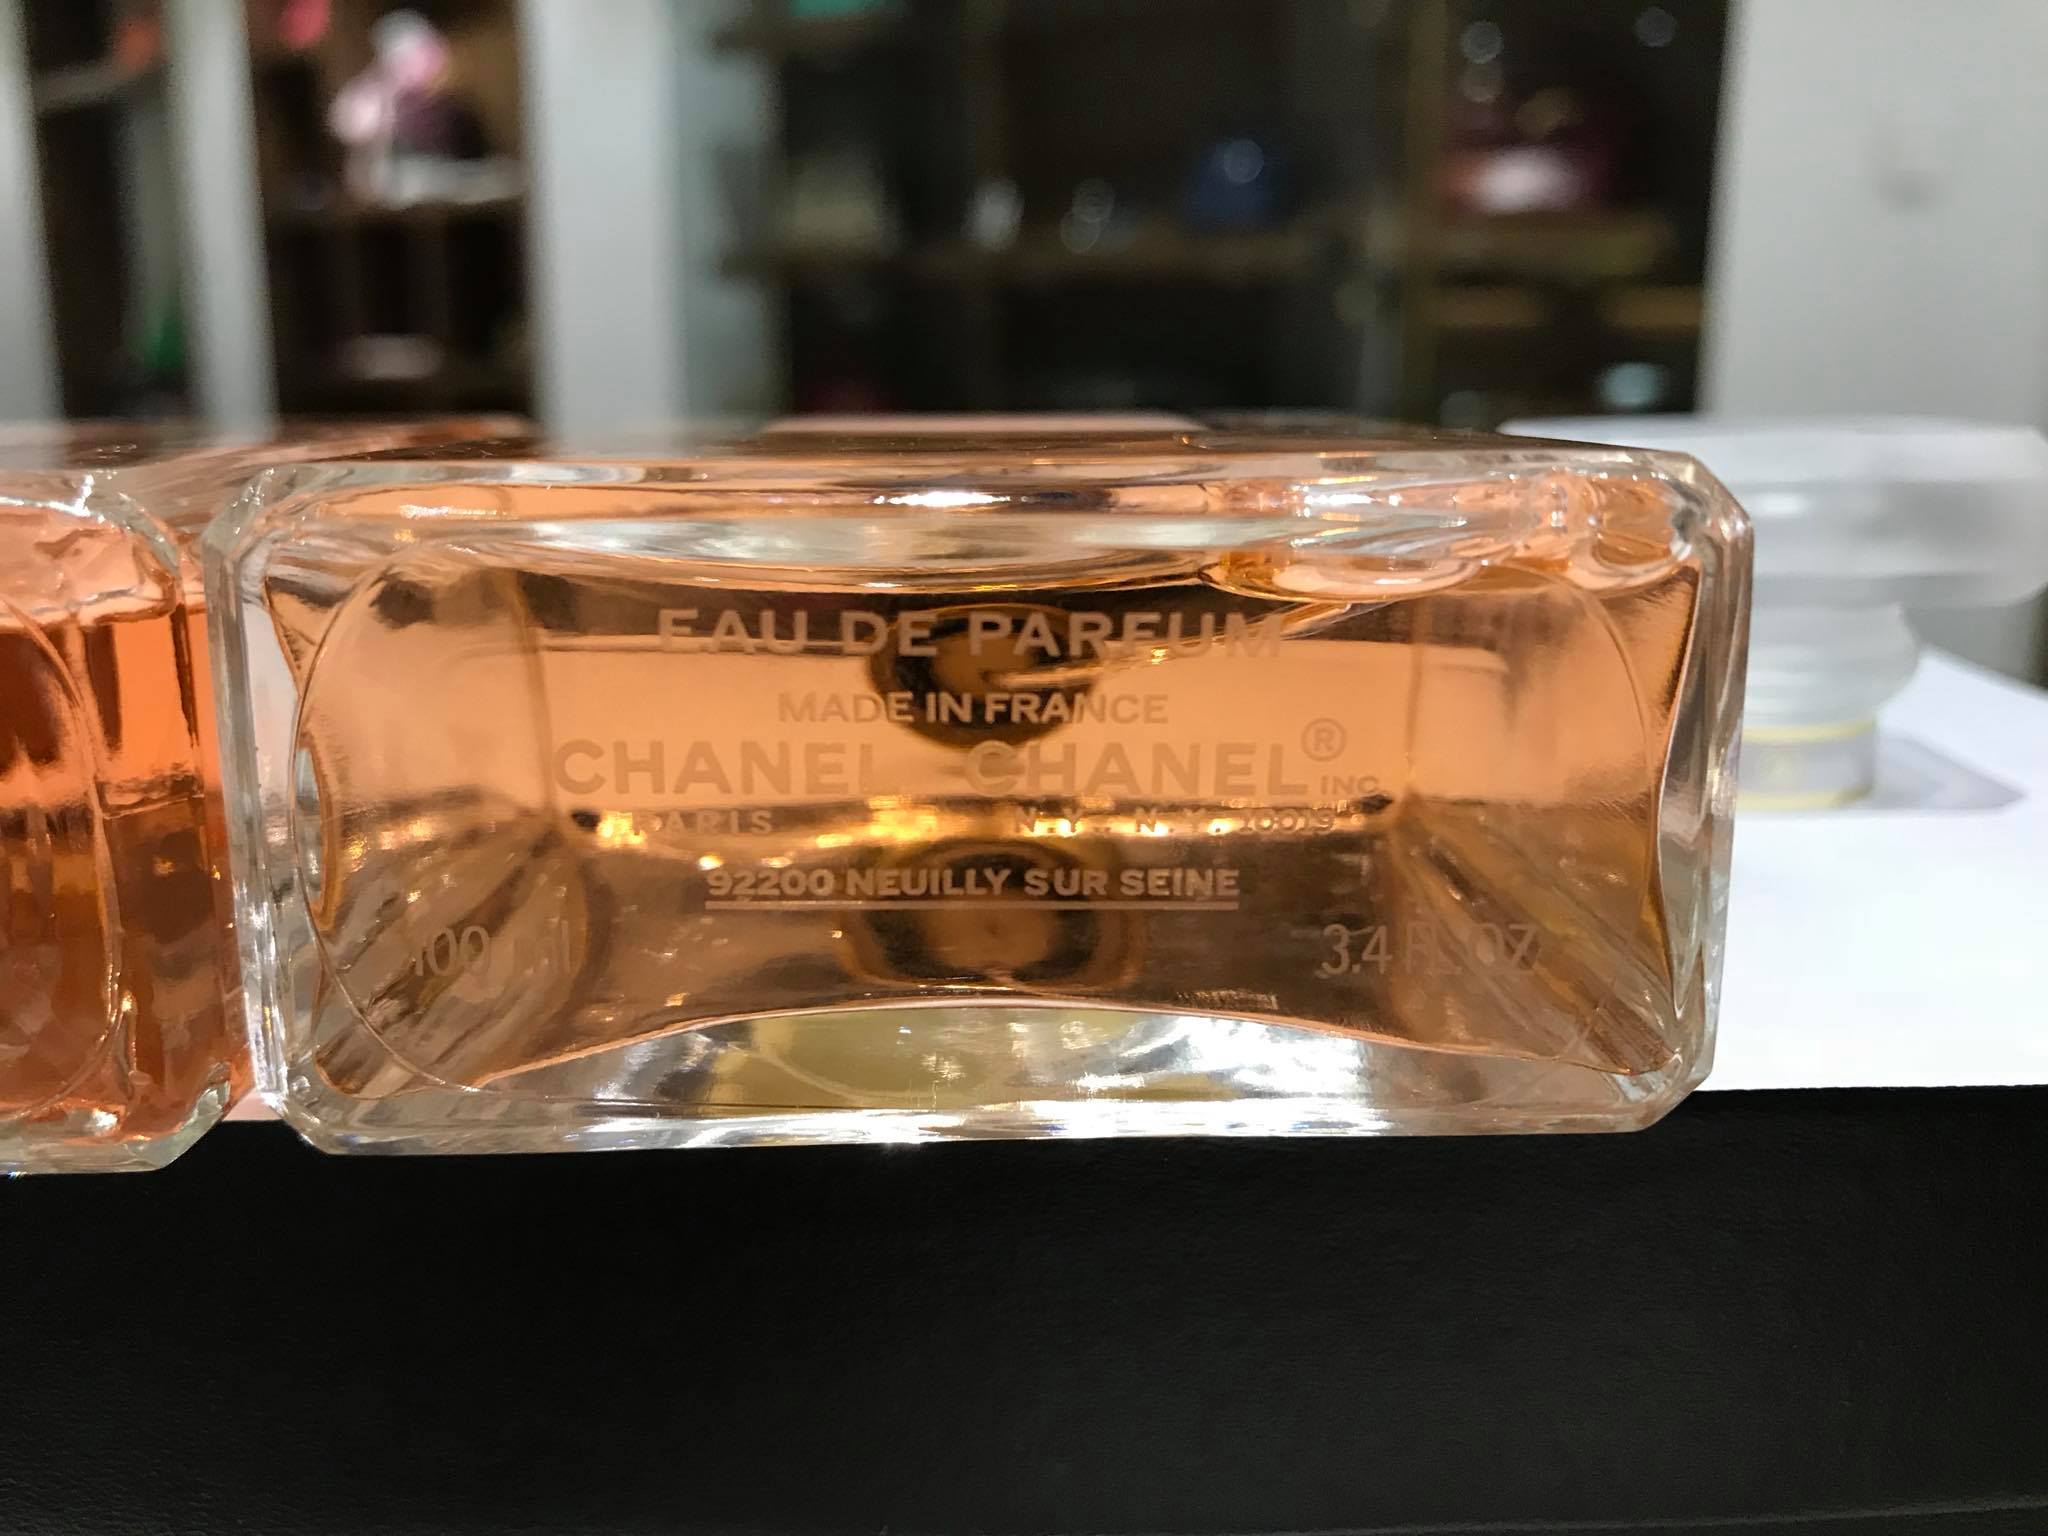 EAU DE PARFUM
MADE IN FRANCE
CHANEL CHANEL® INC.
PARIS N.Y., N.Y. 10019
92200 NEUILLY SUR SEINE
100 ml 3.4 FL. OZ